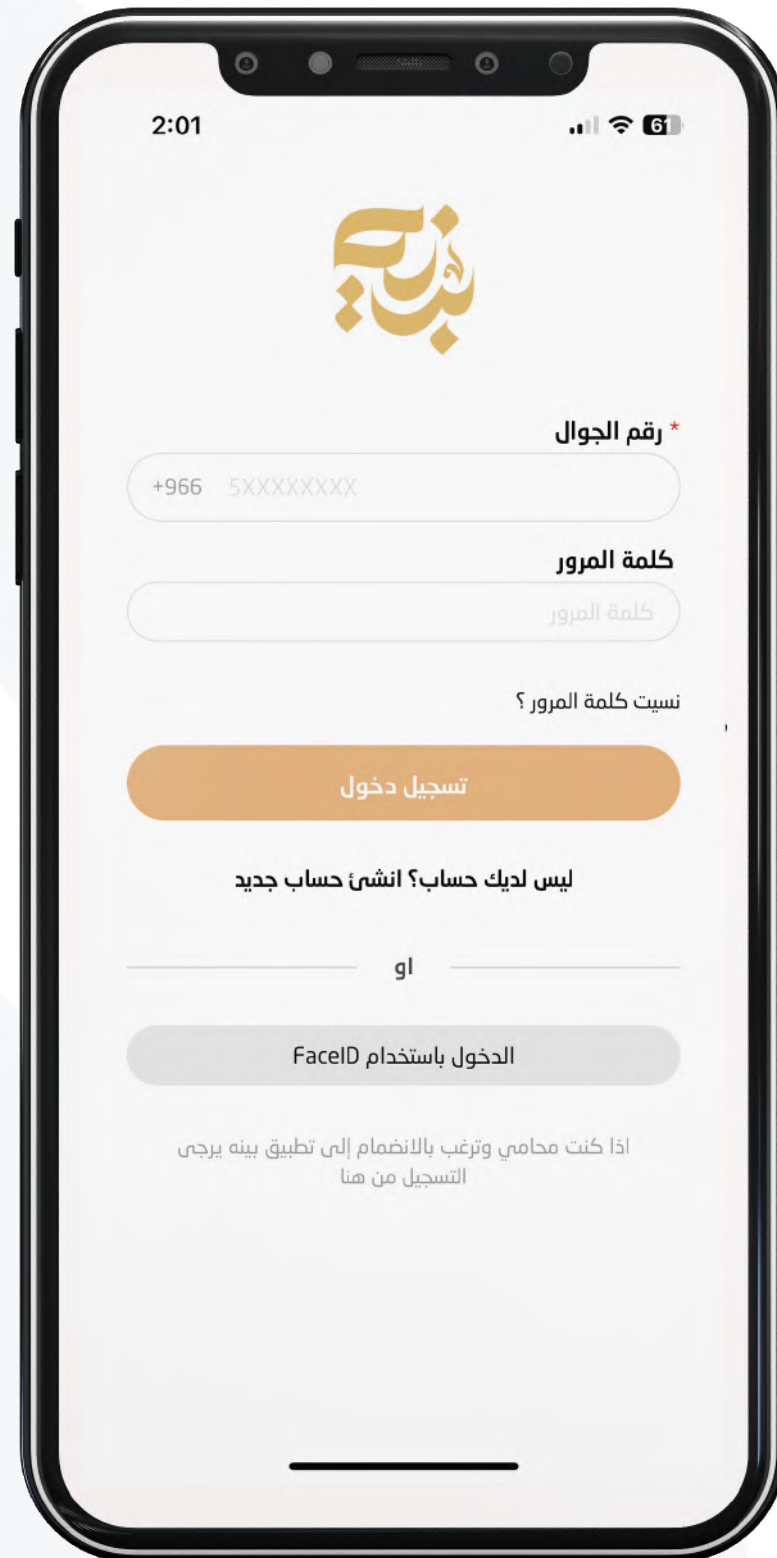 2:01
61
* رقم الجوال
+966 5XXXXXXXX
كلمة المرور
كلمة المرور
نسيت كلمة المرور ؟
تسجيل دخول
ليس لديك حساب؟ انشئ حساب جديد
او
الدخول باستخدام FaceID
اذا كنت محامي وترغب بالانضمام إلى تطبيق بينه يرجى
التسجيل من هنا